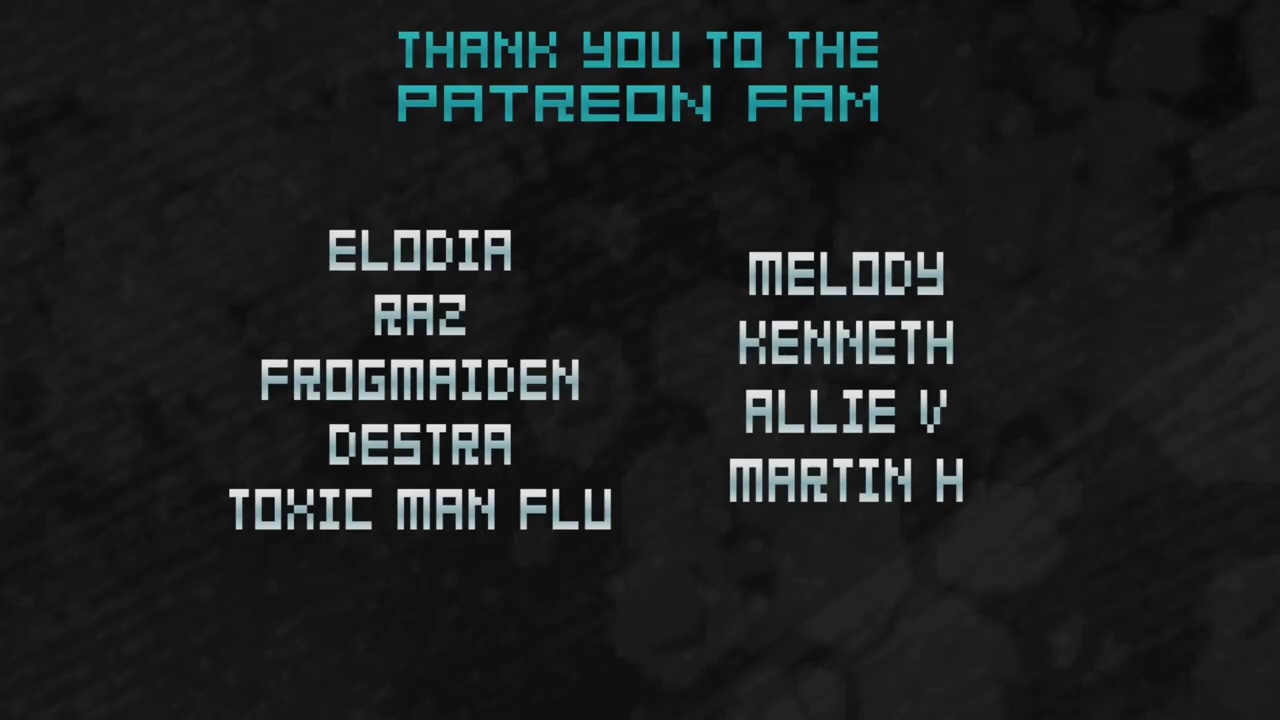 THANK YOU TO THE
PATREON FAM
ELODIA
RAZ
FROGMAIDEN
DESTRA
TOXIC MAN FLU
MELODY
KENNETH
ALLIE V
MARTIN H